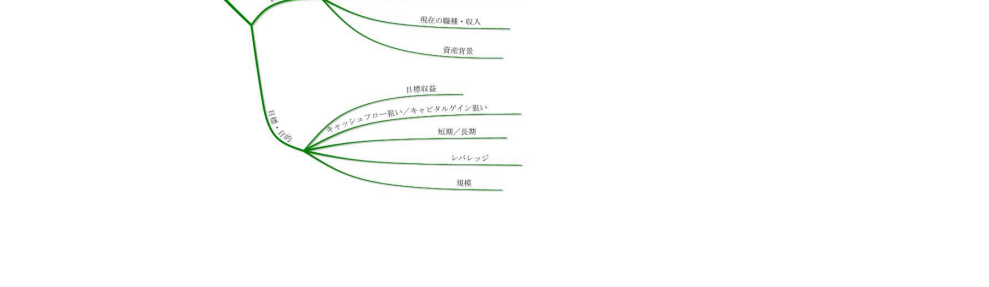 現在の職種・収入
資産背景
目標・目的
目標収益
キャッシュフロー狙い／キャピタルゲイン狙い
短期／長期
レバレッジ
規模